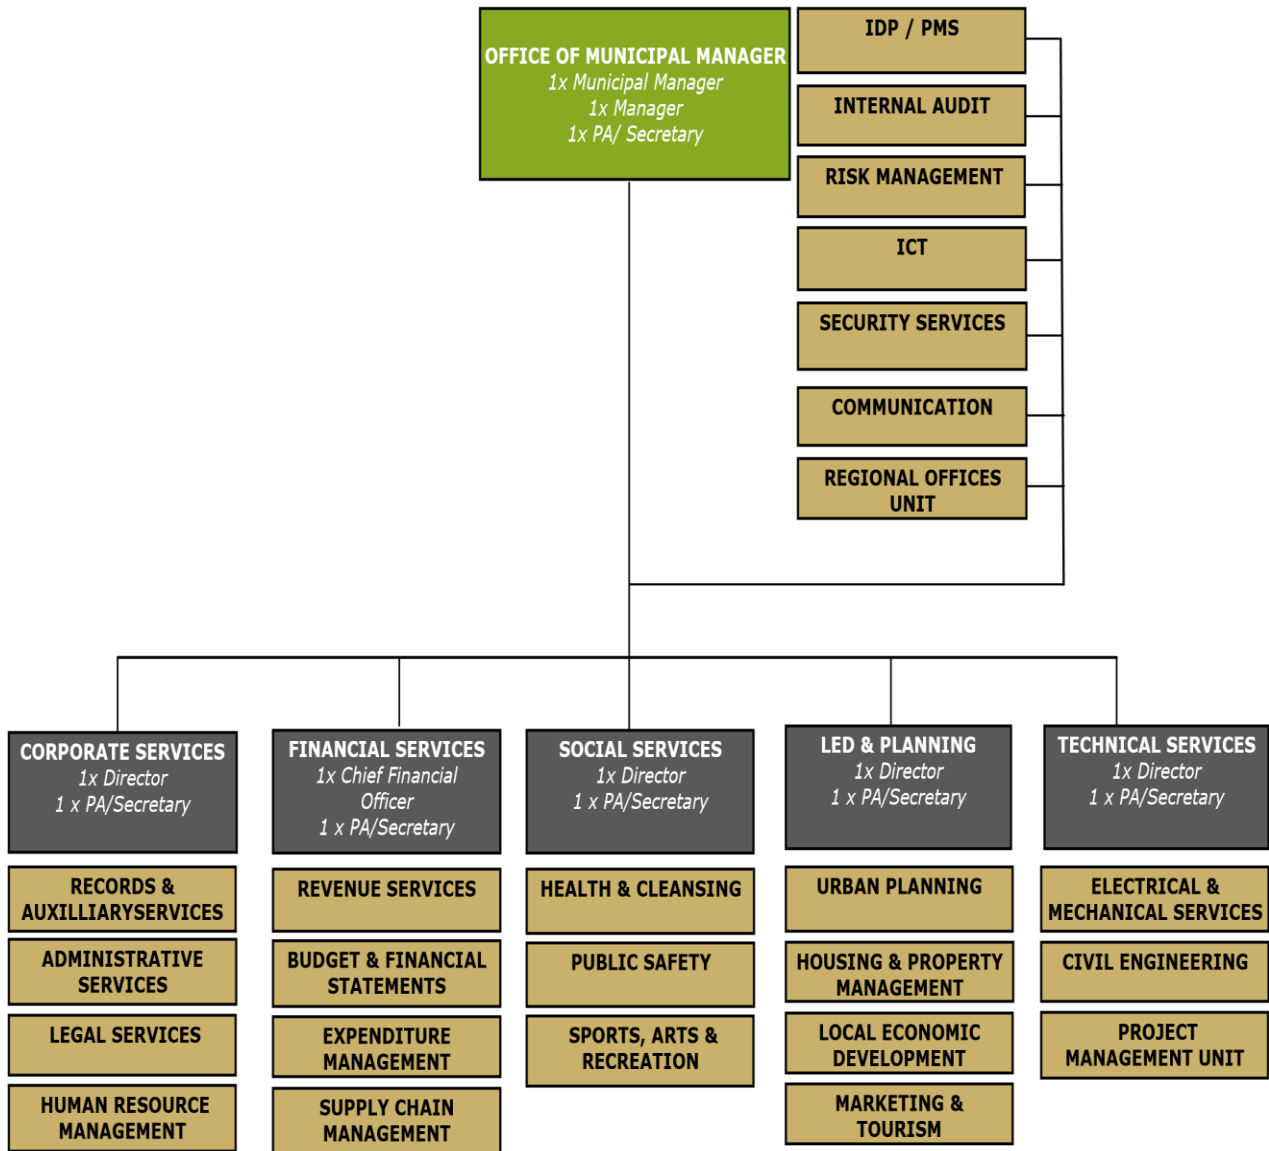 OFFICE OF MUNICIPAL MANAGER
1x Municipal Manager
1x Manager
1x PA/ Secretary
IDP / PMS
INTERNAL AUDIT
RISK MANAGEMENT
ICT
SECURITY SERVICES
COMMUNICATION
REGIONAL OFFICES
UNIT
CORPORATE SERVICES
1x Director
1 x PA/Secretary
RECORDS &
AUXILLIARYSERVICES
ADMINISTRATIVE
SERVICES
LEGAL SERVICES
HUMAN RESOURCE
MANAGEMENT
FINANCIAL SERVICES
1x Chief Financial
Officer
1 x PA/Secretary
REVENUE SERVICES
BUDGET & FINANCIAL
STATEMENTS
EXPENDITURE
MANAGEMENT
SUPPLY CHAIN
MANAGEMENT
SOCIAL SERVICES
1x Director
1 x PA/Secretary
HEALTH & CLEANSING
PUBLIC SAFETY
SPORTS, ARTS &
RECREATION
LED & PLANNING
1x Director
1 x PA/Secretary
URBAN PLANNING
HOUSING & PROPERTY
MANAGEMENT
LOCAL ECONOMIC
DEVELOPMENT
MARKETING &
TOURISM
TECHNICAL SERVICES
1x Director
1 x PA/Secretary
ELECTRICAL &
MECHANICAL SERVICES
CIVIL ENGINEERING
PROJECT
MANAGEMENT UNIT